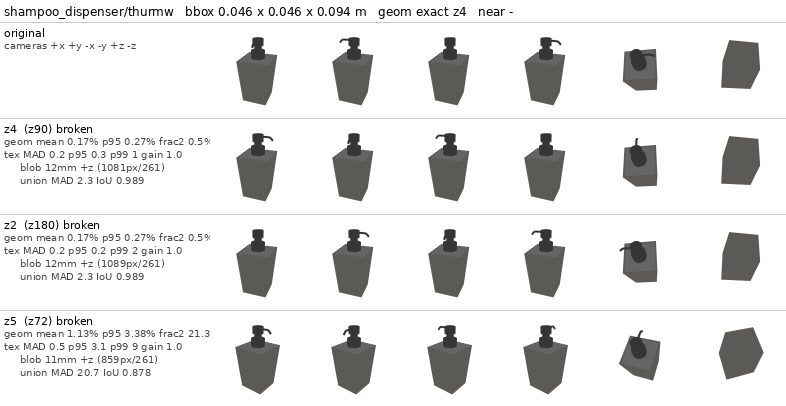 shampoo_dispenser/thurmw bbox 0.046 x 0.046 x 0.094 m geom exact z4 near -
original
cameras +x +y -x -y +z -z
z4 (z90) broken
geom mean 0.17% p95 0.27% frac2 0.5%
tex MAD 0.2 p95 0.3 p99 1 gain 1.0
blob 12mm +z (1081px/261)
union MAD 2.3 IoU 0.989
z2 (z180) broken
geom mean 0.17% p95 0.27% frac2 0.5%
tex MAD 0.2 p95 0.2 p99 2 gain 1.0
blob 12mm +z (1089px/261)
union MAD 2.3 IoU 0.989
z5 (z72) broken
geom mean 1.13% p95 3.38% frac2 21.3
tex MAD 0.5 p95 3.1 p99 9 gain 1.0
blob 11mm +z (859px/261)
union MAD 20.7 IoU 0.878